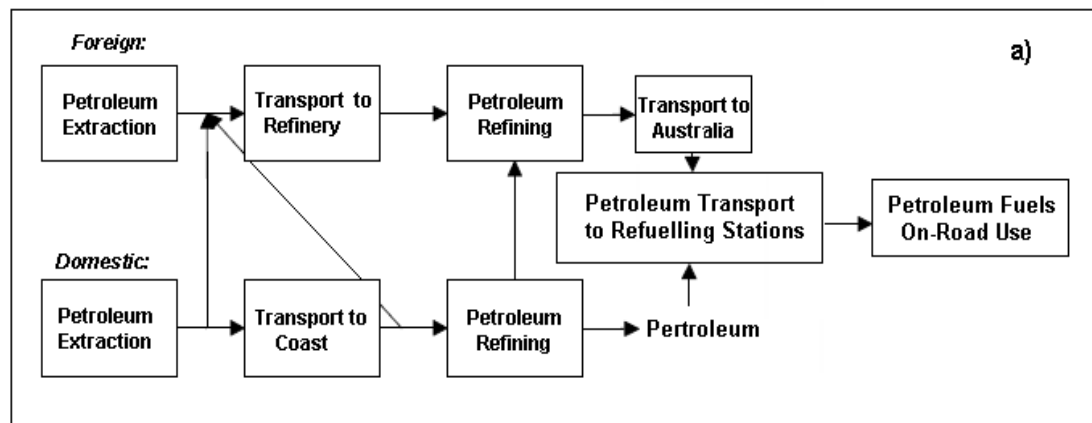 Foreign:
a)
Petroleum
Extraction
Transport to
Refinery
Petroleum
Refining
Transport to
Australia
Petroleum Transport
to Refuelling Stations
Petroleum Fuels
On-Road Use
Domestic:
Petroleum
Extraction
Transport to
Coast
Petroleum
Refining
Pertroleum